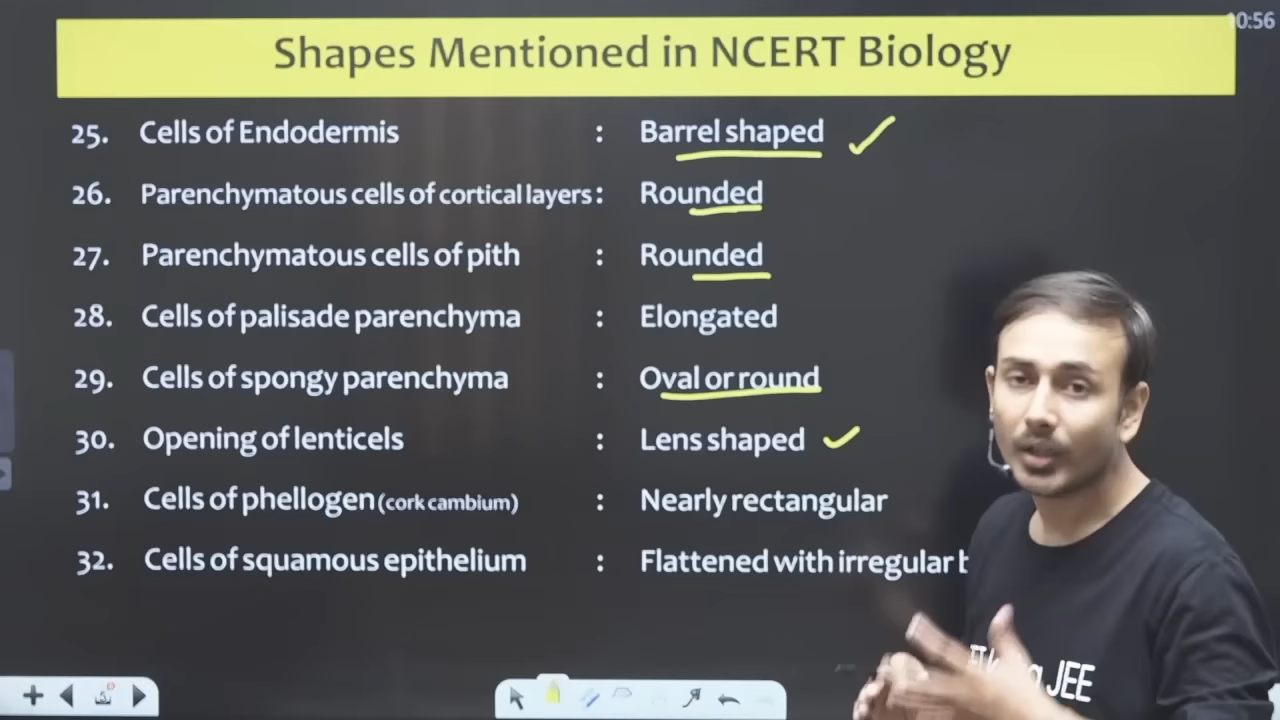 10:56
Shapes Mentioned in NCERT Biology
25. Cells of Endodermis : Barrel shaped
26. Parenchymatous cells of cortical layers : Rounded
27. Parenchymatous cells of pith : Rounded
28. Cells of palisade parenchyma : Elongated
29. Cells of spongy parenchyma : Oval or round
30. Opening of lenticels : Lens shaped
31. Cells of phellogen (cork cambium) : Nearly rectangular
32. Cells of squamous epithelium : Flattened with irregular
JEE